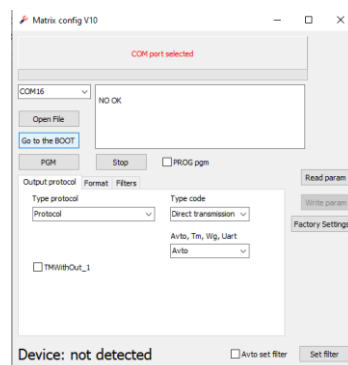 Matrix config V10
COM port selected
COM16
NO OK
Open File
Go to the BOOT
PGM
Stop
PROG pgm
Output protocol Format Filters
Read param
Write param
Factory Settings
Type protocol
Type code
Protocol
Direct transmission
Avto, Tm, Wg, Uart
Avto
TMWithOut_1
Device: not detected
Avto set filter
Set filter